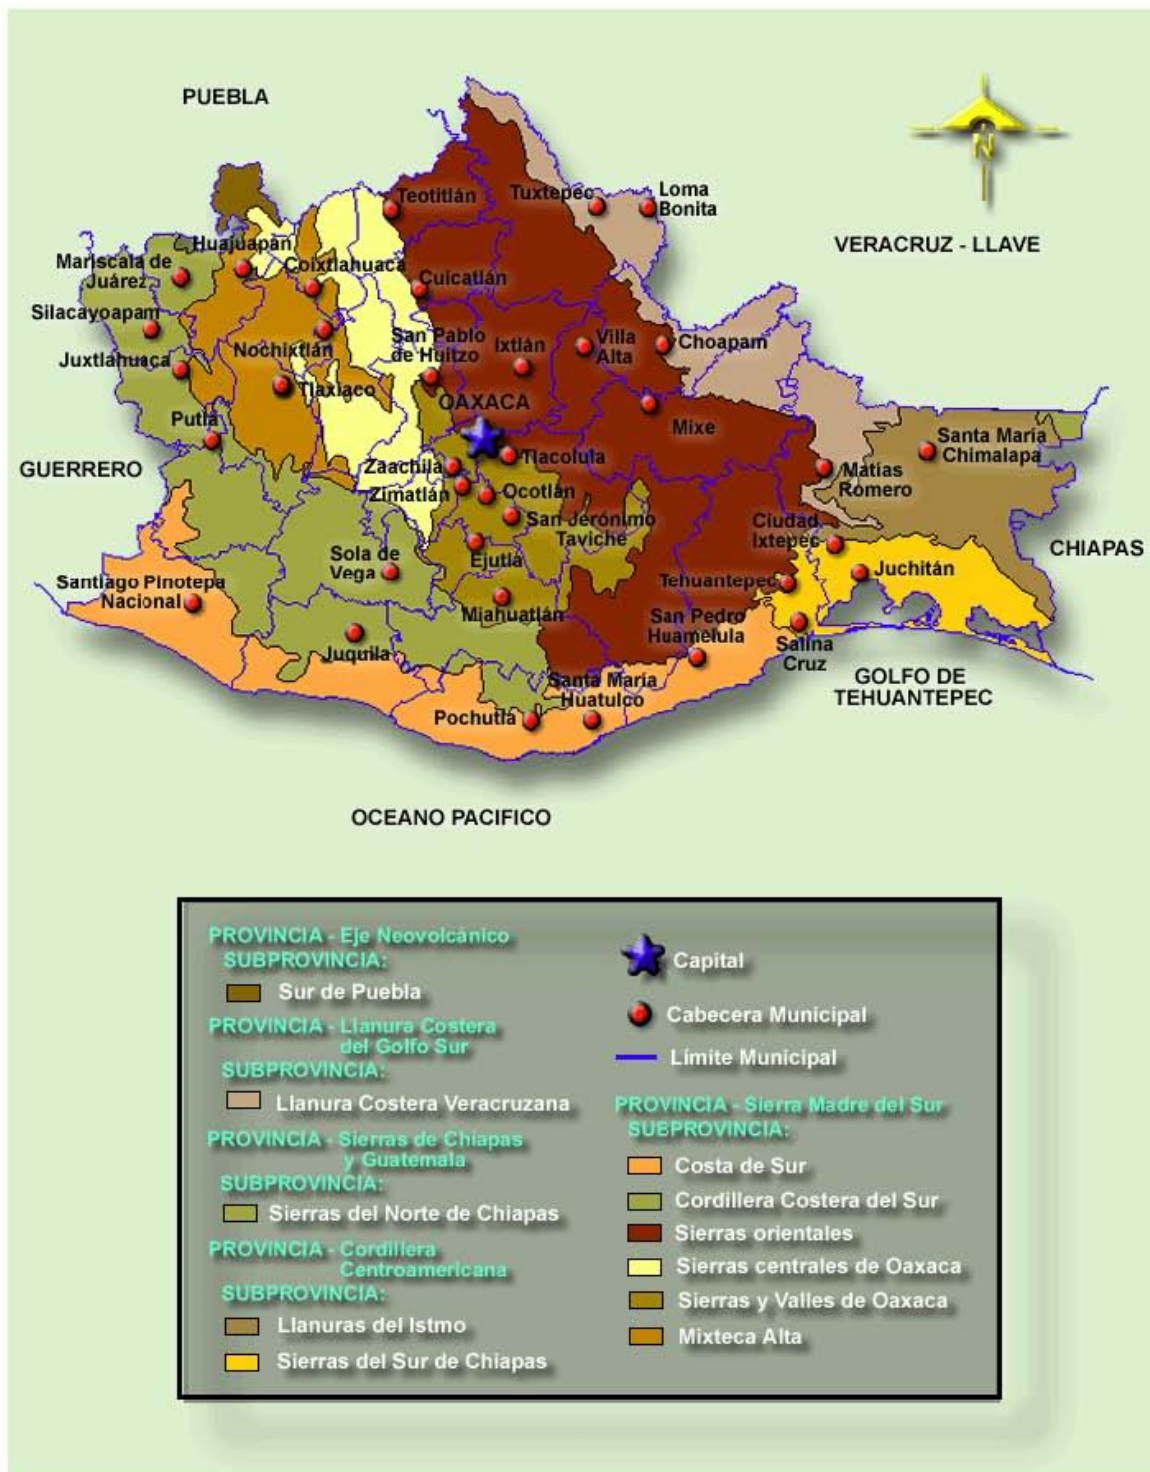 PUEBLA
N
Teotitlán
Tuxtepec
Loma
Bonita
VERACRUZ - LLAVE
Huajuapán
Mariscala de
Juárez
Coixtlahuaca
Cuicatlán
Silacayoapam
San Pablo
de Huitzo
Ixtlán
Villa
Alta
Choapam
Nochixtlán
Juxtlahuaca
Tlaxiaco
OAXACA
Mixe
Putla
Santa María
Chimalapa
GUERRERO
Zaachila
Tlacolula
Matías
Romero
Zimatlán
Ocotlán
San Jerónimo
Taviche
Ciudad
Ixtepec
CHIAPAS
Sola de
Vega
Ejutla
Santiago Pinotepa
Nacional
Tehuantepec
Juchitán
Miahuatlán
San Pedro
Huamelula
Juquila
Salina
Cruz
Santa María
Huatulco
GOLFO DE
TEHUANTEPEC
Pochutla
OCEANO PACIFICO
PROVINCIA - Eje Neovolcánico
SUBPROVINCIA:
Sur de Puebla
PROVINCIA - Llanura Costera
del Golfo Sur
SUBPROVINCIA:
Llanura Costera Veracruzana
PROVINCIA - Sierras de Chiapas
y Guatemala
SUBPROVINCIA:
Sierras del Norte de Chiapas
PROVINCIA - Cordillera
Centroamericana
SUBPROVINCIA:
Llanuras del Istmo
Sierras del Sur de Chiapas
Capital
Cabecera Municipal
Límite Municipal
PROVINCIA - Sierra Madre del Sur
SUBPROVINCIA:
Costa de Sur
Cordillera Costera del Sur
Sierras orientales
Sierras centrales de Oaxaca
Sierras y Valles de Oaxaca
Mixteca Alta